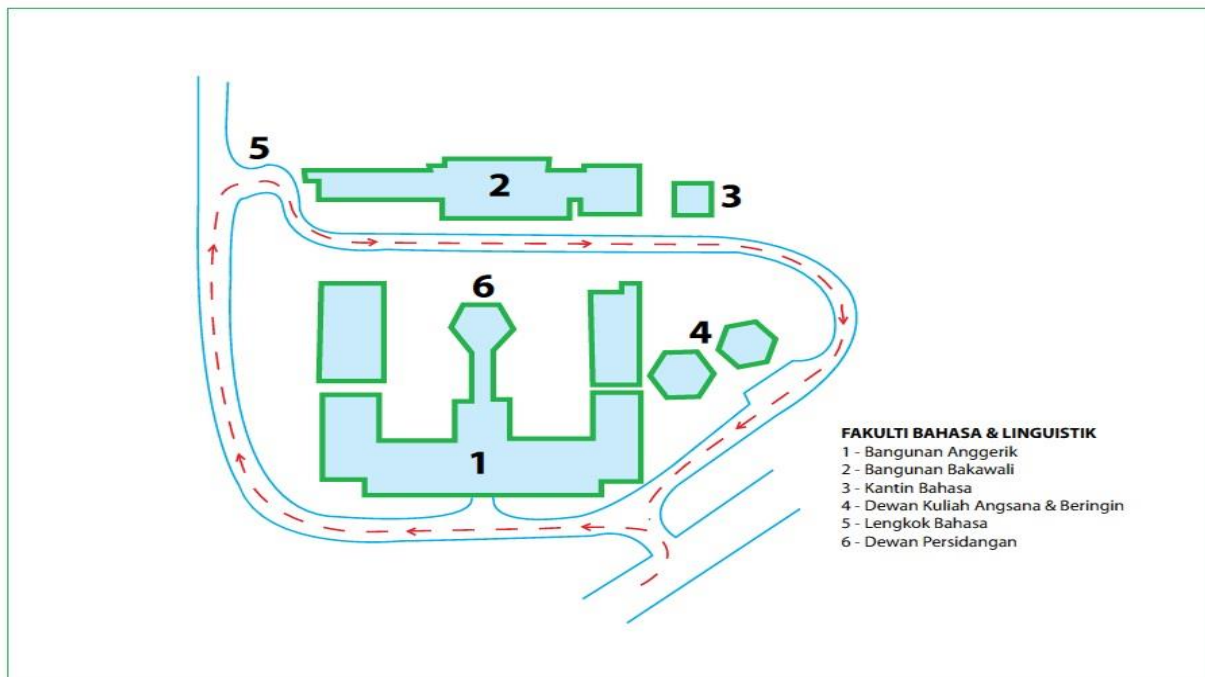 5
2
3
6
4
1
FAKULTI BAHASA & LINGUISTIK
1 - Bangunan Anggerik
2 - Bangunan Bakawali
3 - Kantin Bahasa
4 - Dewan Kuliah Angsana & Beringin
5 - Lengkok Bahasa
6 - Dewan Persidangan